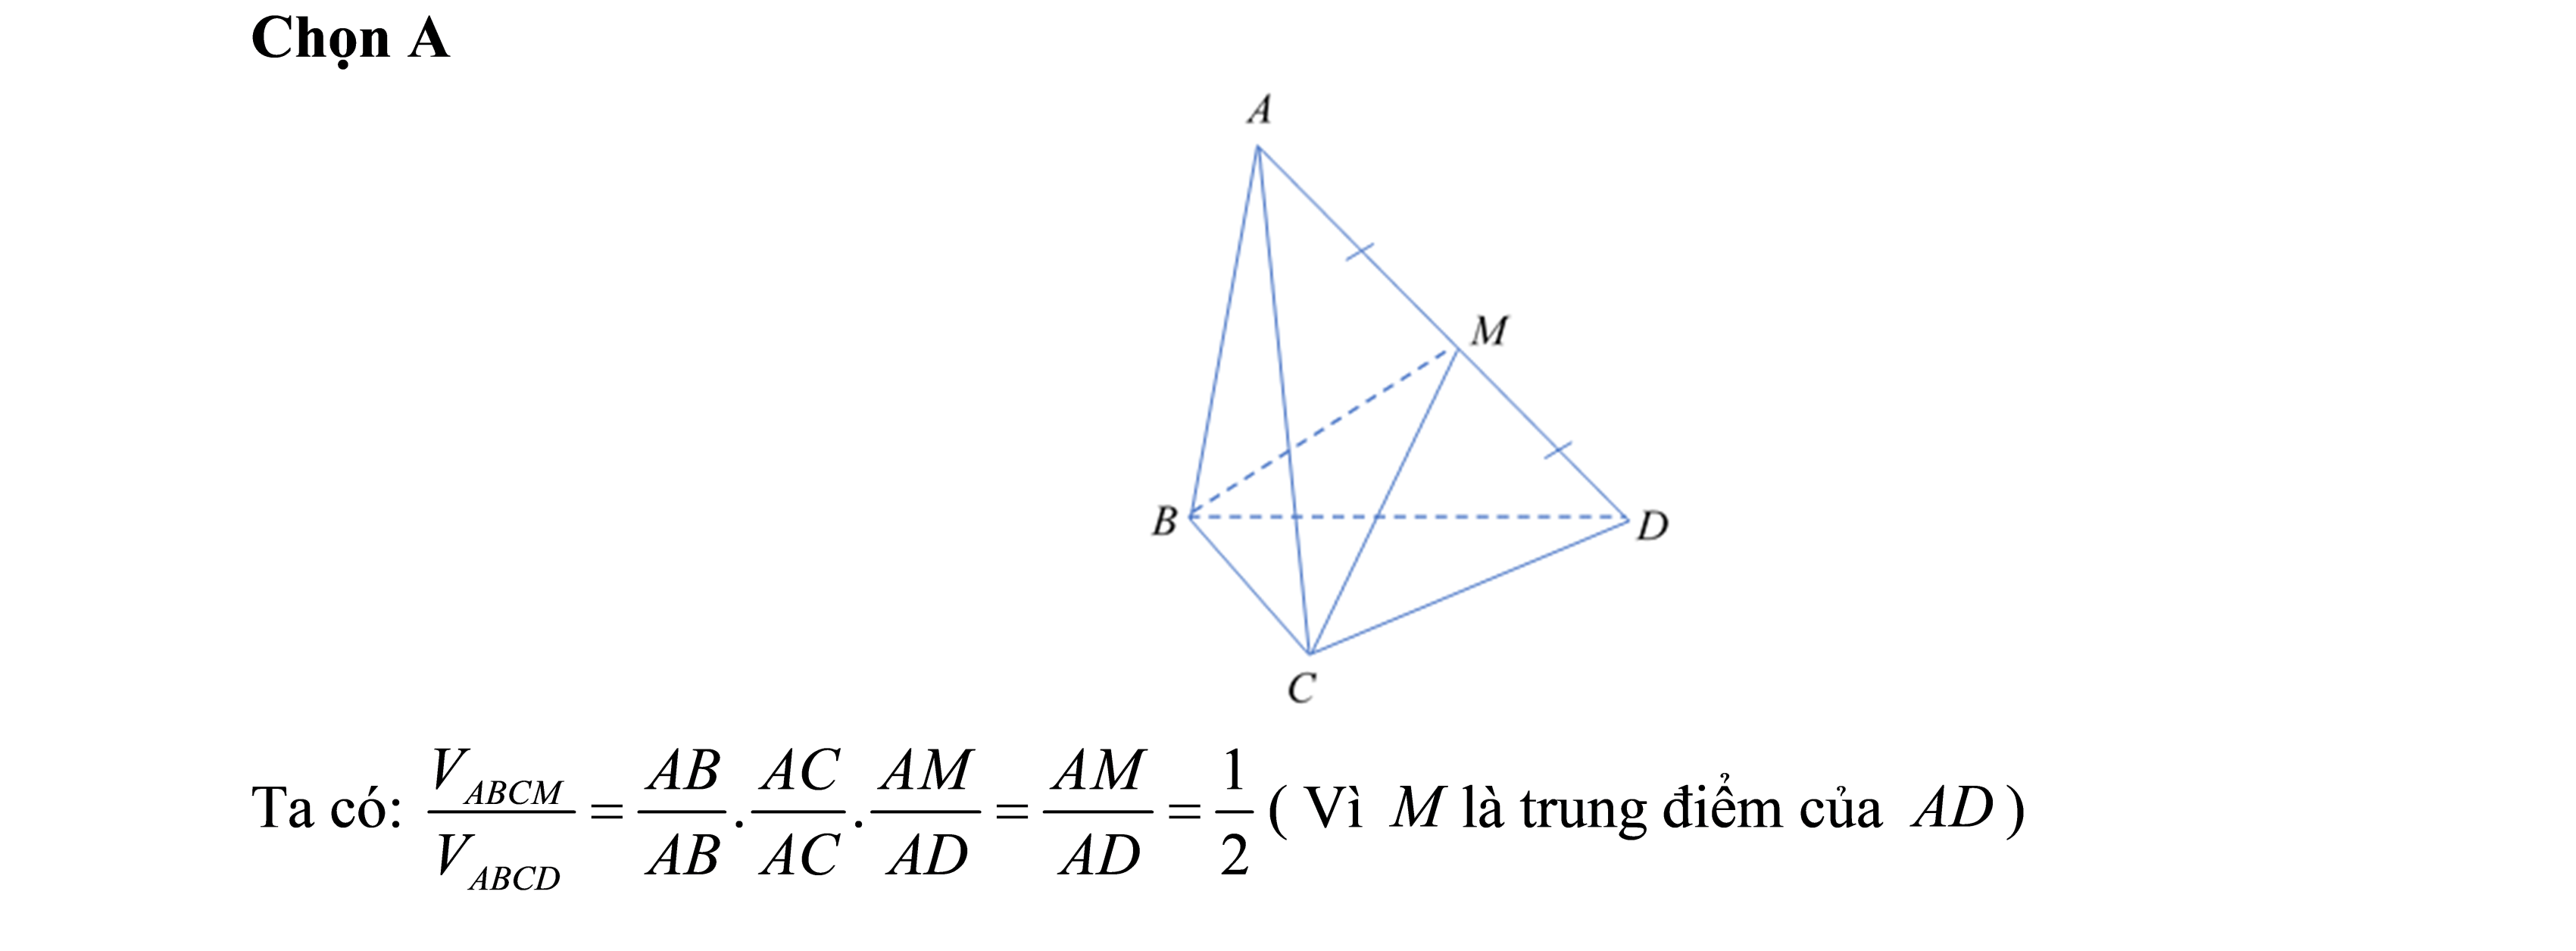 Chọn A
A
M
B
D
C
Ta có: \frac{V_{ABCM}}{V_{ABCD}} = \frac{AB}{AB} . \frac{AC}{AC} . \frac{AM}{AD} = \frac{AM}{AD} = \frac{1}{2} ( Vì M là trung điểm của AD )